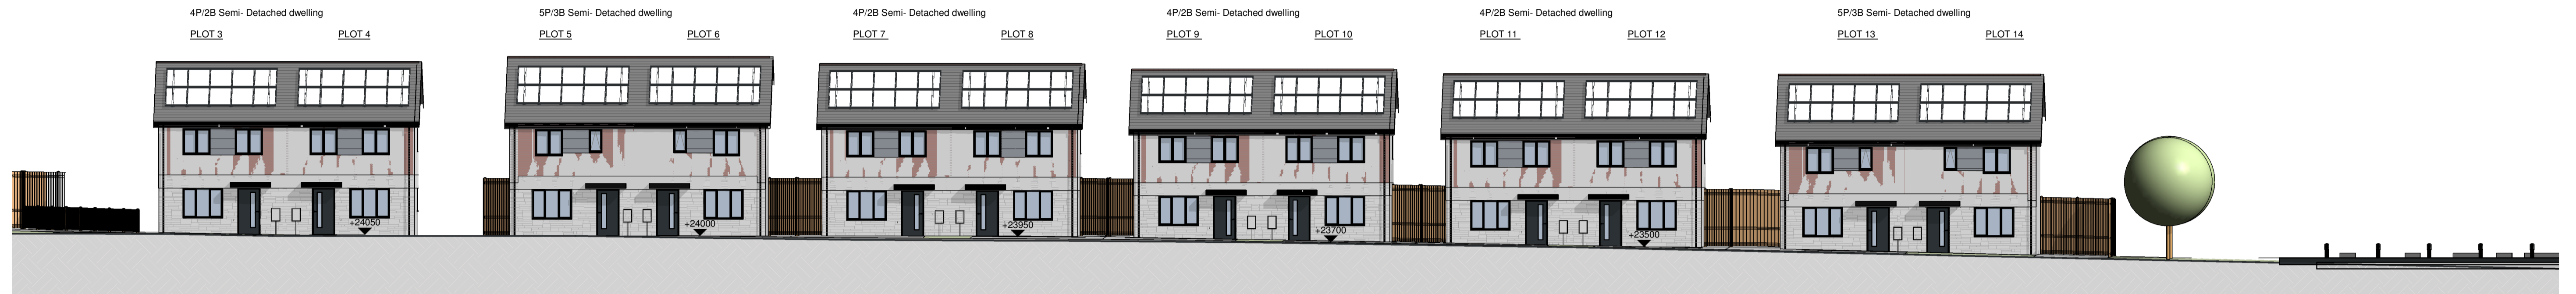 4P/2B Semi- Detached dwelling
5P/3B Semi- Detached dwelling
4P/2B Semi- Detached dwelling
4P/2B Semi- Detached dwelling
4P/2B Semi- Detached dwelling
5P/3B Semi- Detached dwelling
PLOT 3
PLOT 4
PLOT 5
PLOT 6
PLOT 7
PLOT 8
PLOT 9
PLOT 10
PLOT 11
PLOT 12
PLOT 13
PLOT 14
+24050
+24000
+23950
+23700
+23500